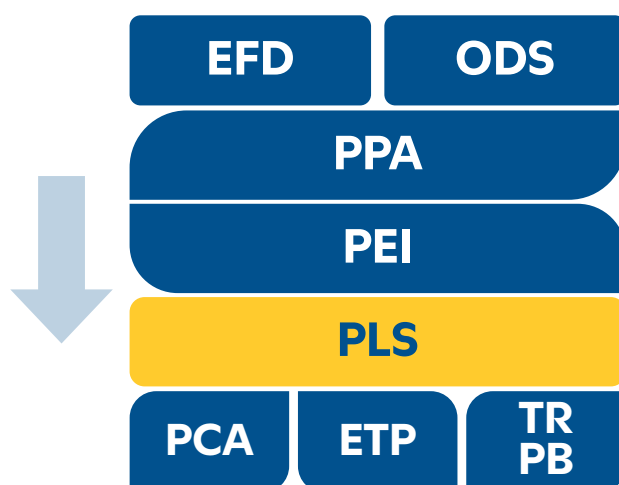 EFD ODS
PPA
PEI
PLS
PCA ETP TR
PB